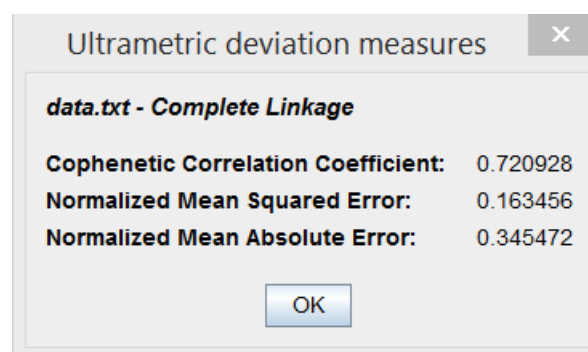 Ultrametric deviation measures
data.txt - Complete Linkage
Cophenetic Correlation Coefficient: 0.720928
Normalized Mean Squared Error: 0.163456
Normalized Mean Absolute Error: 0.345472
OK